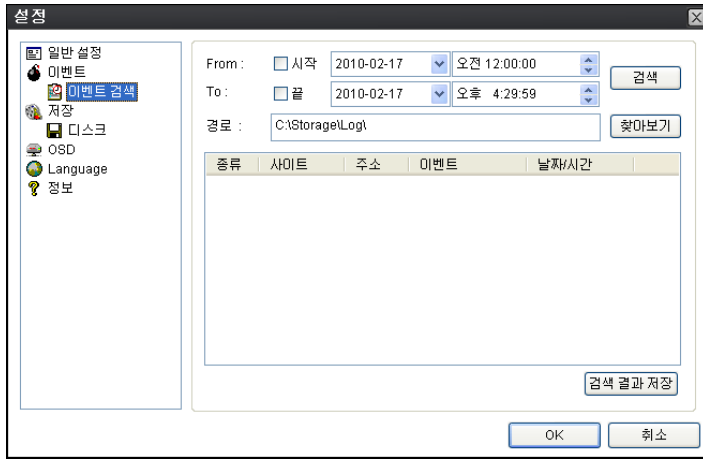 설정
일반 설정
이벤트
이벤트 검색
저장
디스크
OSD
Language
정보
From : 시작 2010-02-17 오전 12:00:00 검색
To : 끝 2010-02-17 오후 4:29:59
경로 : C:\Storage\Log\ 찾아보기
종류 사이트 주소 이벤트 날짜/시간
검색 결과 저장
OK 취소